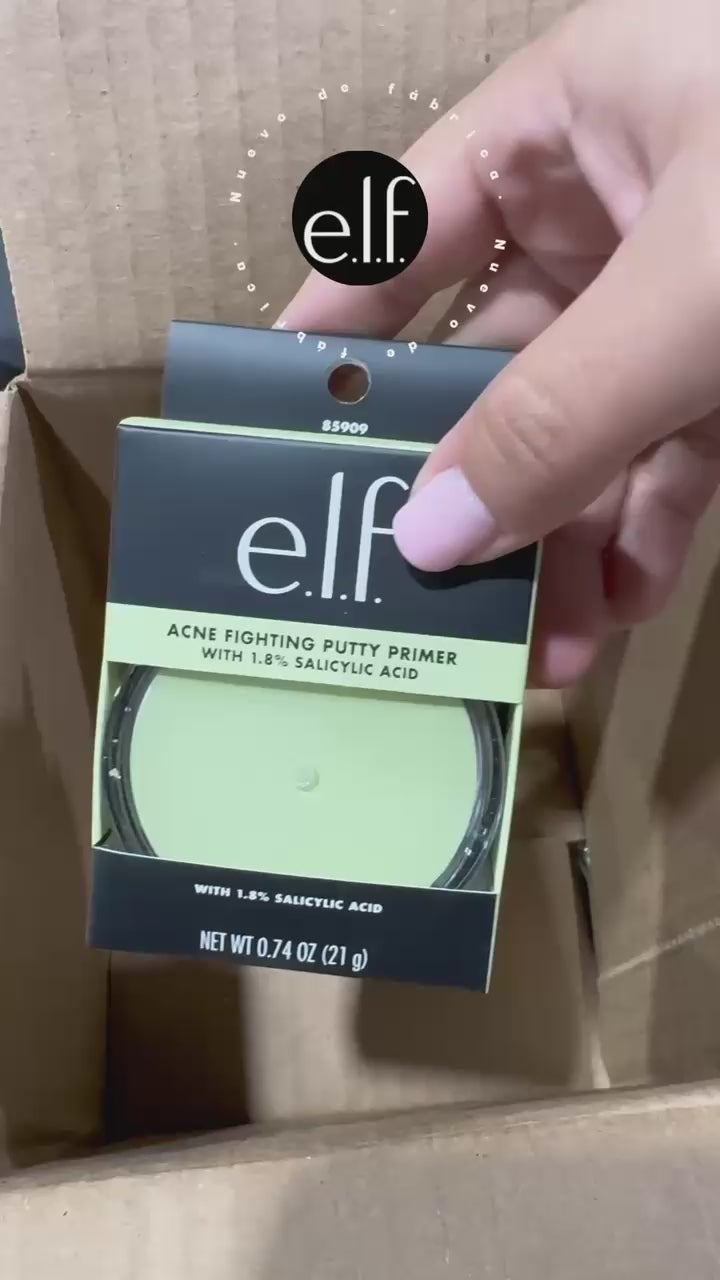 Nuevo de fábrica. Nuevo de fábrica.
e.l.f.
85909
e.l.f.
ACNE FIGHTING PUTTY PRIMER
WITH 1.8% SALICYLIC ACID
WITH 1.8% SALICYLIC ACID
NET WT 0.74 OZ (21 g)